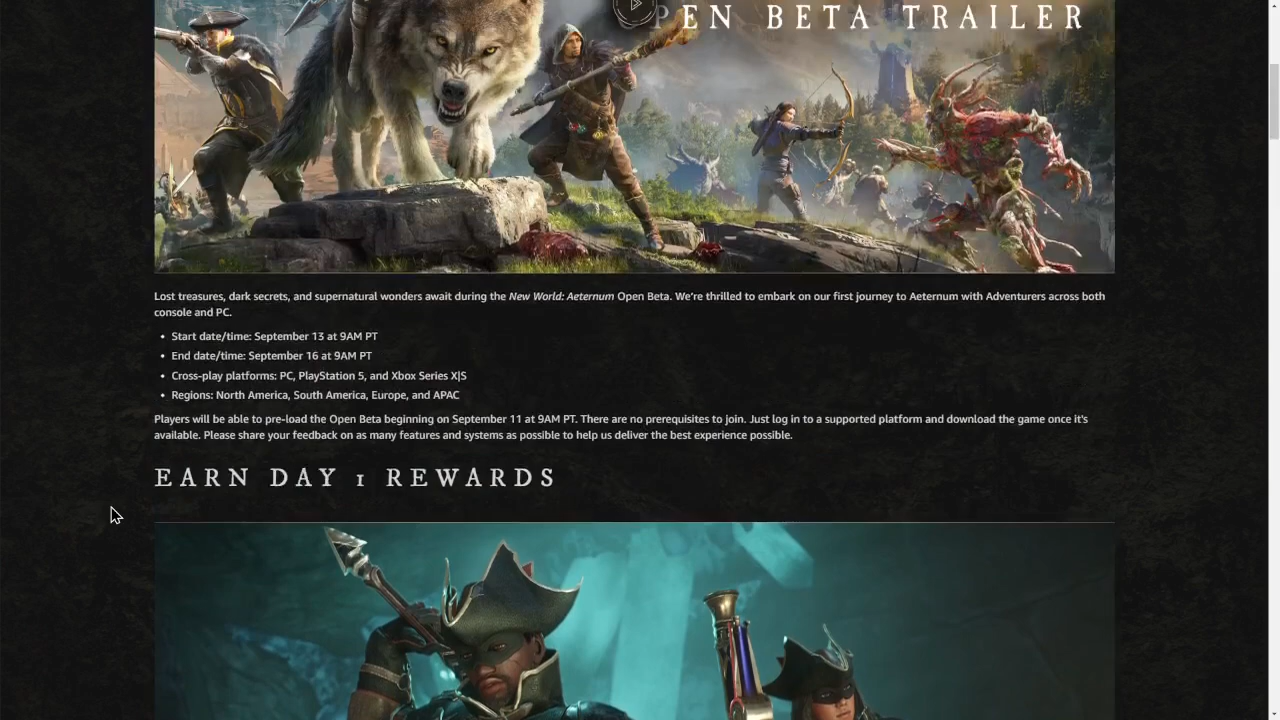 PEN BETA TRAILER
Lost treasures, dark secrets, and supernatural wonders await during the New World: Aeternum Open Beta. We're thrilled to embark on our first journey to Aeternum with Adventurers across both
console and PC.
• Start date/time: September 13 at 9AM PT
• End date/time: September 16 at 9AM PT
• Cross-play platforms: PC, PlayStation 5, and Xbox Series X|S
• Regions: North America, South America, Europe, and APAC
Players will be able to pre-load the Open Beta beginning on September 11 at 9AM PT. There are no prerequisites to join. Just log in to a supported platform and download the game once it's
available. Please share your feedback on as many features and systems as possible to help us deliver the best experience possible.
EARN DAY 1 REWARDS